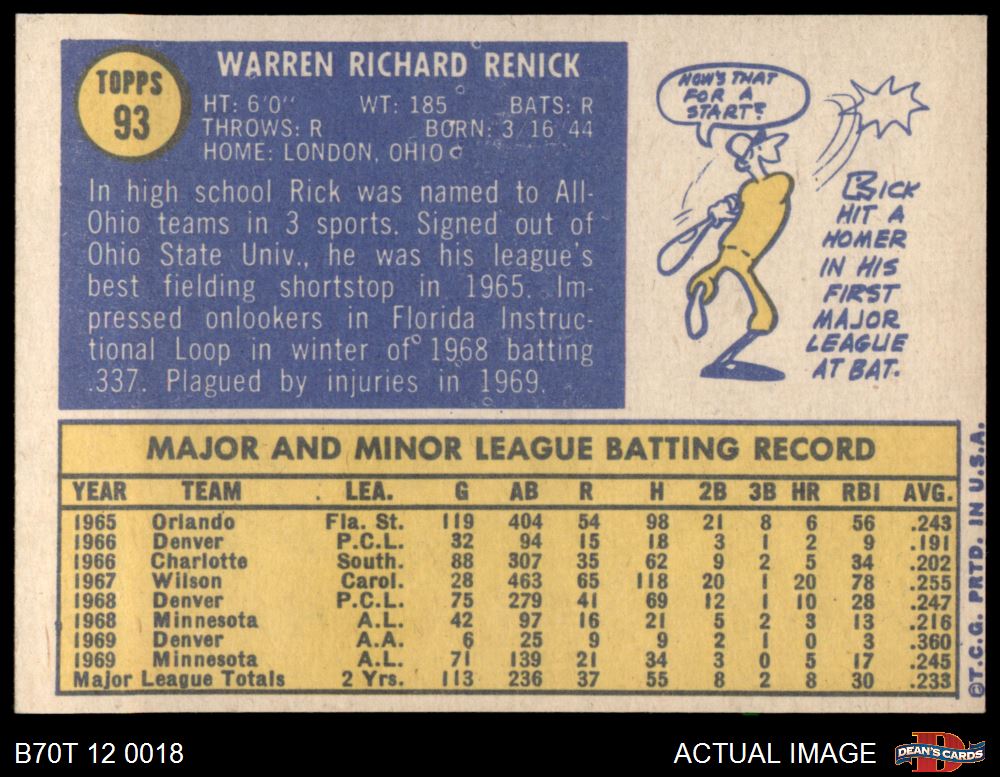 TOPPS
93
WARREN RICHARD RENICK
HT: 6'0" WT: 185 BATS: R
THROWS: R BORN: 3/16/44
HOME: LONDON, OHIO
In high school Rick was named to All-
Ohio teams in 3 sports. Signed out of
Ohio State Univ., he was his league's
best fielding shortstop in 1965. Im-
pressed onlookers in Florida Instruc-
tional Loop in winter of 1968 batting
.337. Plagued by injuries in 1969.
HOW'S THAT
FOR A
START?
RICK
HIT A
HOMER
IN HIS
FIRST
MAJOR
LEAGUE
AT BAT.
MAJOR AND MINOR LEAGUE BATTING RECORD
YEAR TEAM LEA. G AB R H 2B 3B HR RBI AVG.
1965 Orlando Fla. St. 119 404 54 98 21 8 6 56 .243
1966 Denver P.C.L. 32 94 15 18 3 1 2 9 .191
1966 Charlotte South. 88 307 35 62 9 2 5 34 .202
1967 Wilson Carol. 28 463 65 118 20 1 20 78 .255
1968 Denver P.C.L. 75 279 41 69 12 1 10 28 .247
1968 Minnesota A.L. 42 97 16 21 5 2 3 13 .216
1969 Denver A.A. 6 25 9 9 2 1 0 3 .360
1969 Minnesota A.L. 71 139 21 34 3 0 5 17 .245
Major League Totals 2 Yrs. 113 236 37 55 8 2 8 30 .233
©T.C.G. PRTD. IN U.S.A.
B70T 12 0018
ACTUAL IMAGE
D
DEAN'S CARDS